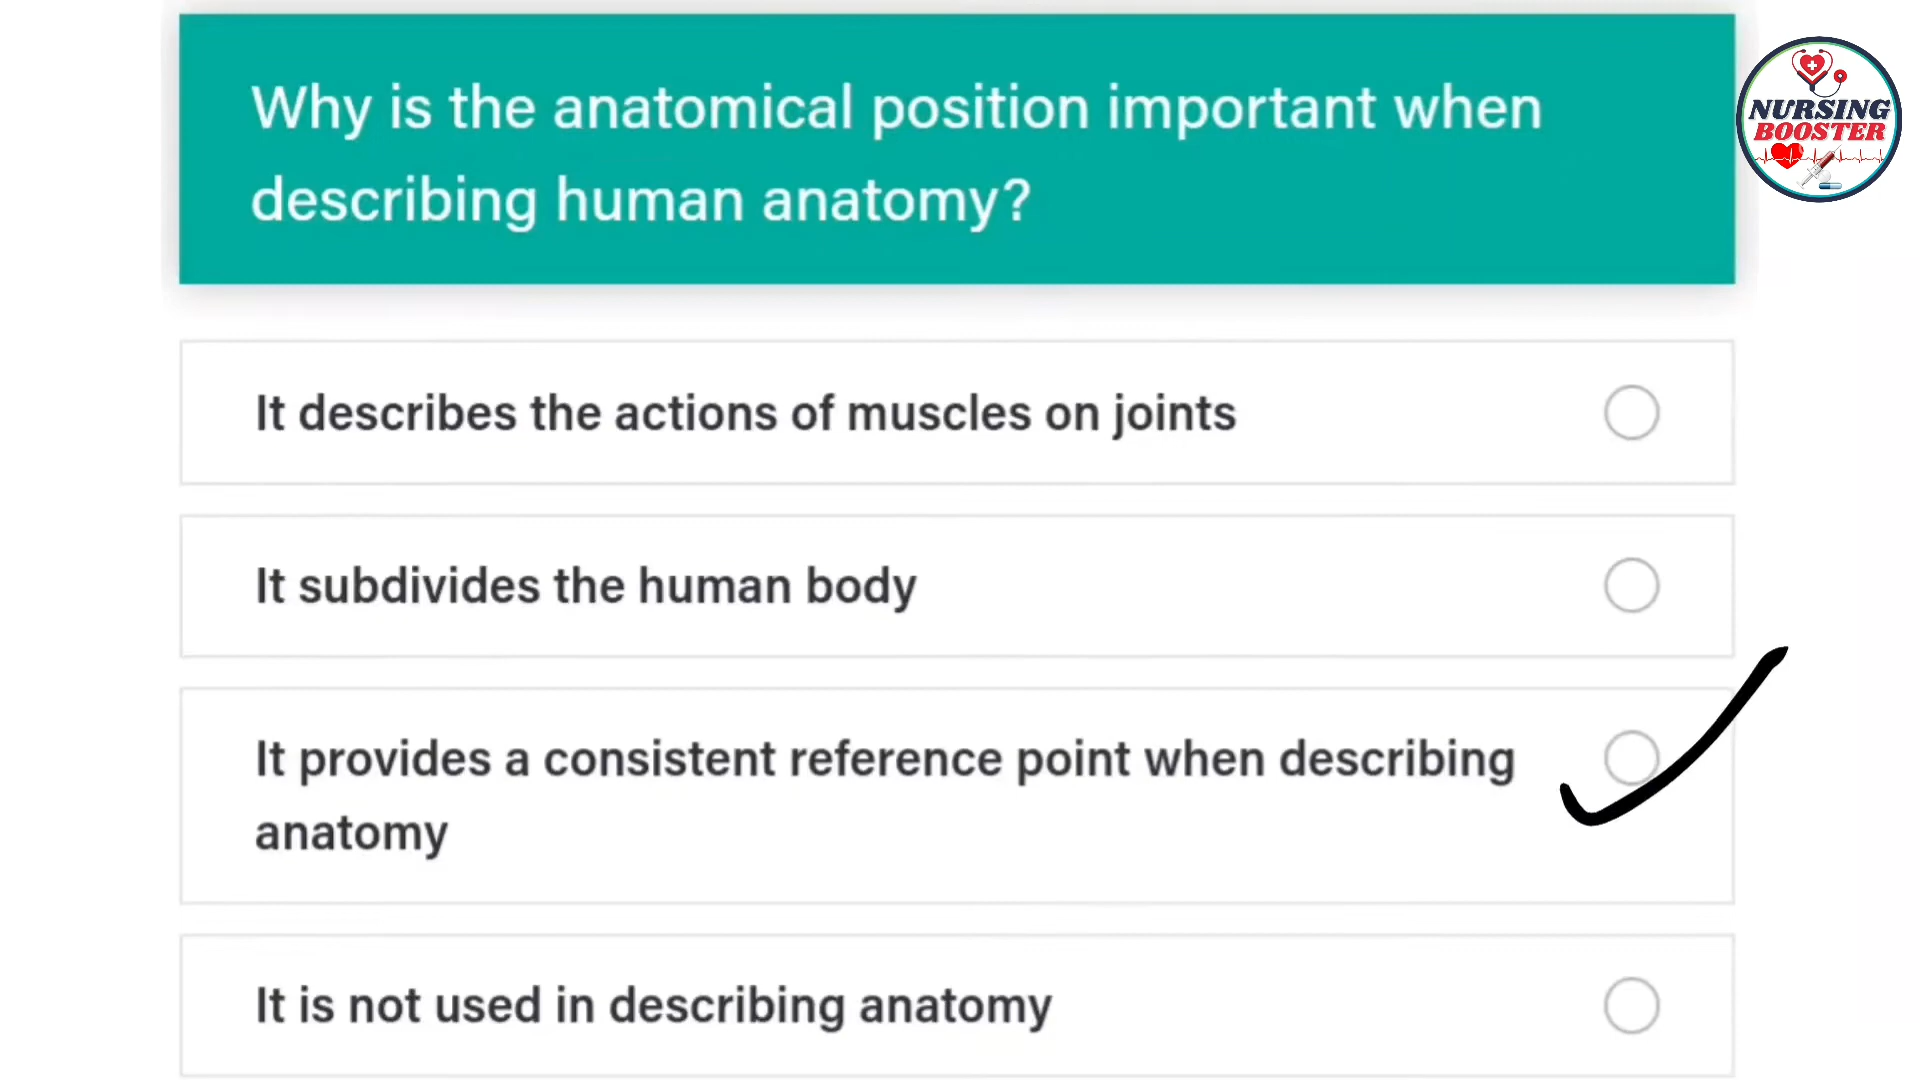 Why is the anatomical position important when
describing human anatomy?
NURSING
BOOSTER
It describes the actions of muscles on joints
It subdivides the human body
It provides a consistent reference point when describing
anatomy
It is not used in describing anatomy